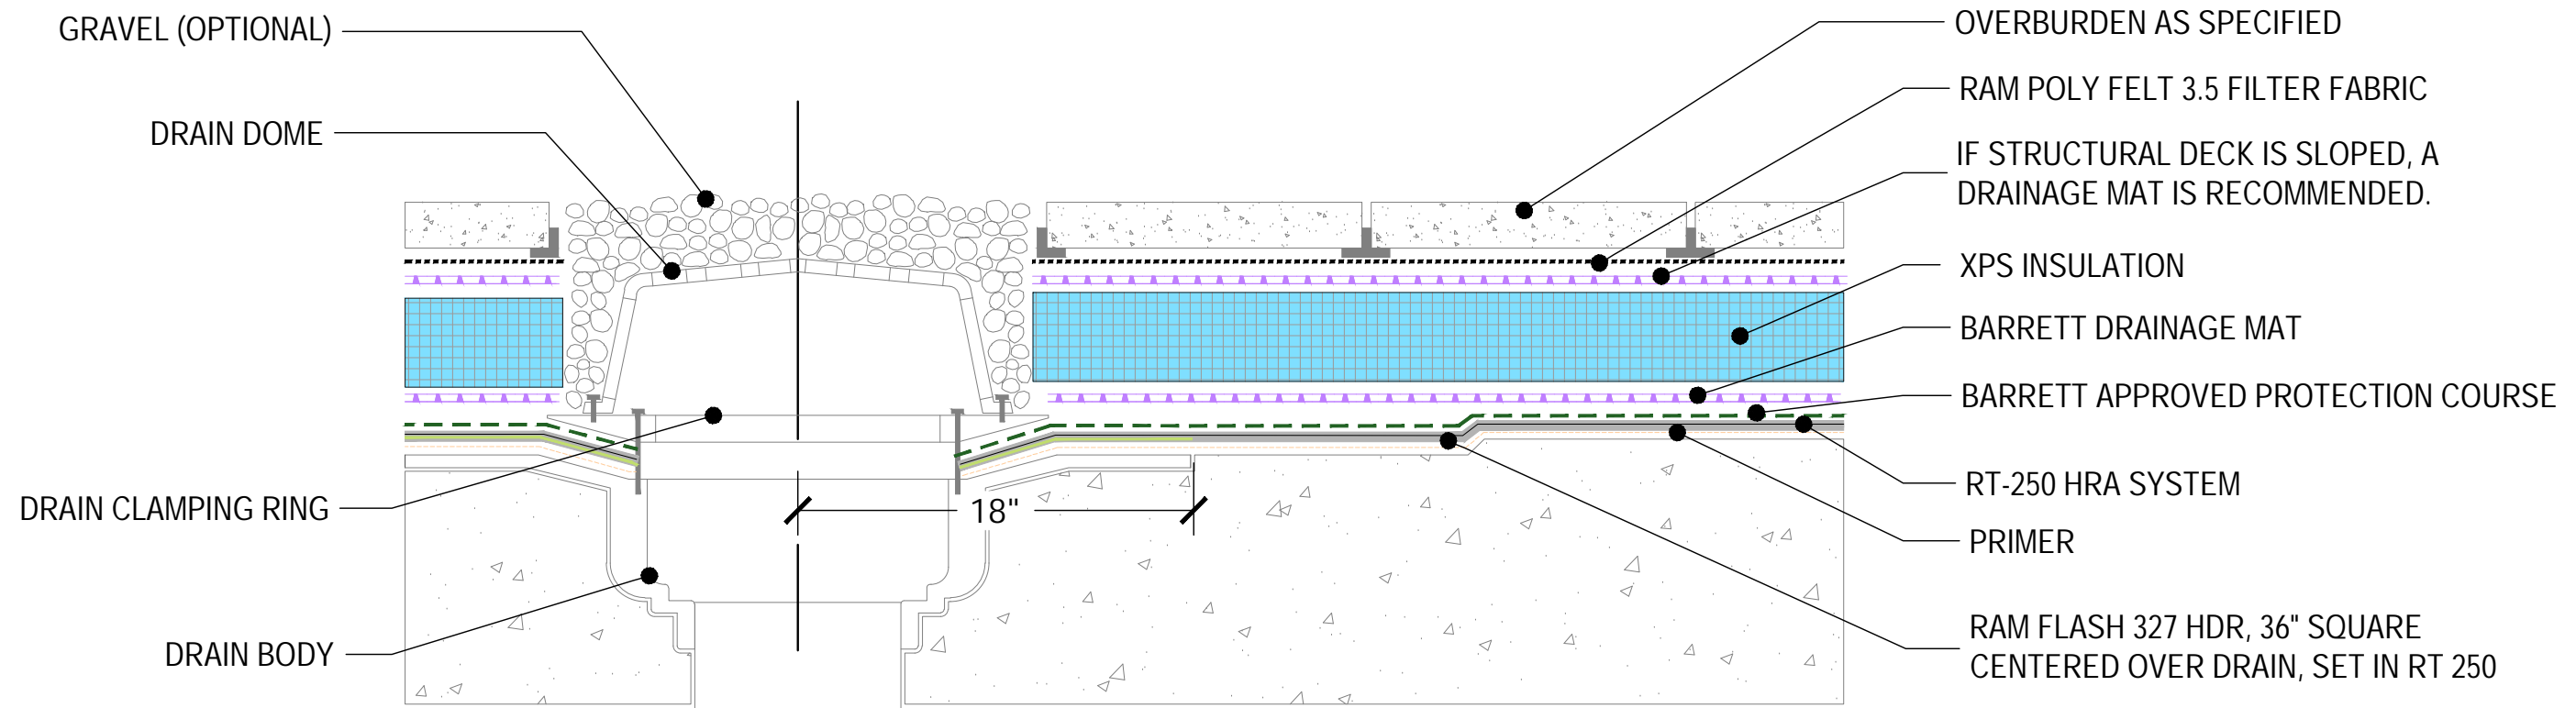 GRAVEL (OPTIONAL)
DRAIN DOME
DRAIN CLAMPING RING
DRAIN BODY
18"
OVERBURDEN AS SPECIFIED
RAM POLY FELT 3.5 FILTER FABRIC
IF STRUCTURAL DECK IS SLOPED, A
DRAINAGE MAT IS RECOMMENDED.
XPS INSULATION
BARRETT DRAINAGE MAT
BARRETT APPROVED PROTECTION COURSE
RT-250 HRA SYSTEM
PRIMER
RAM FLASH 327 HDR, 36" SQUARE
CENTERED OVER DRAIN, SET IN RT 250